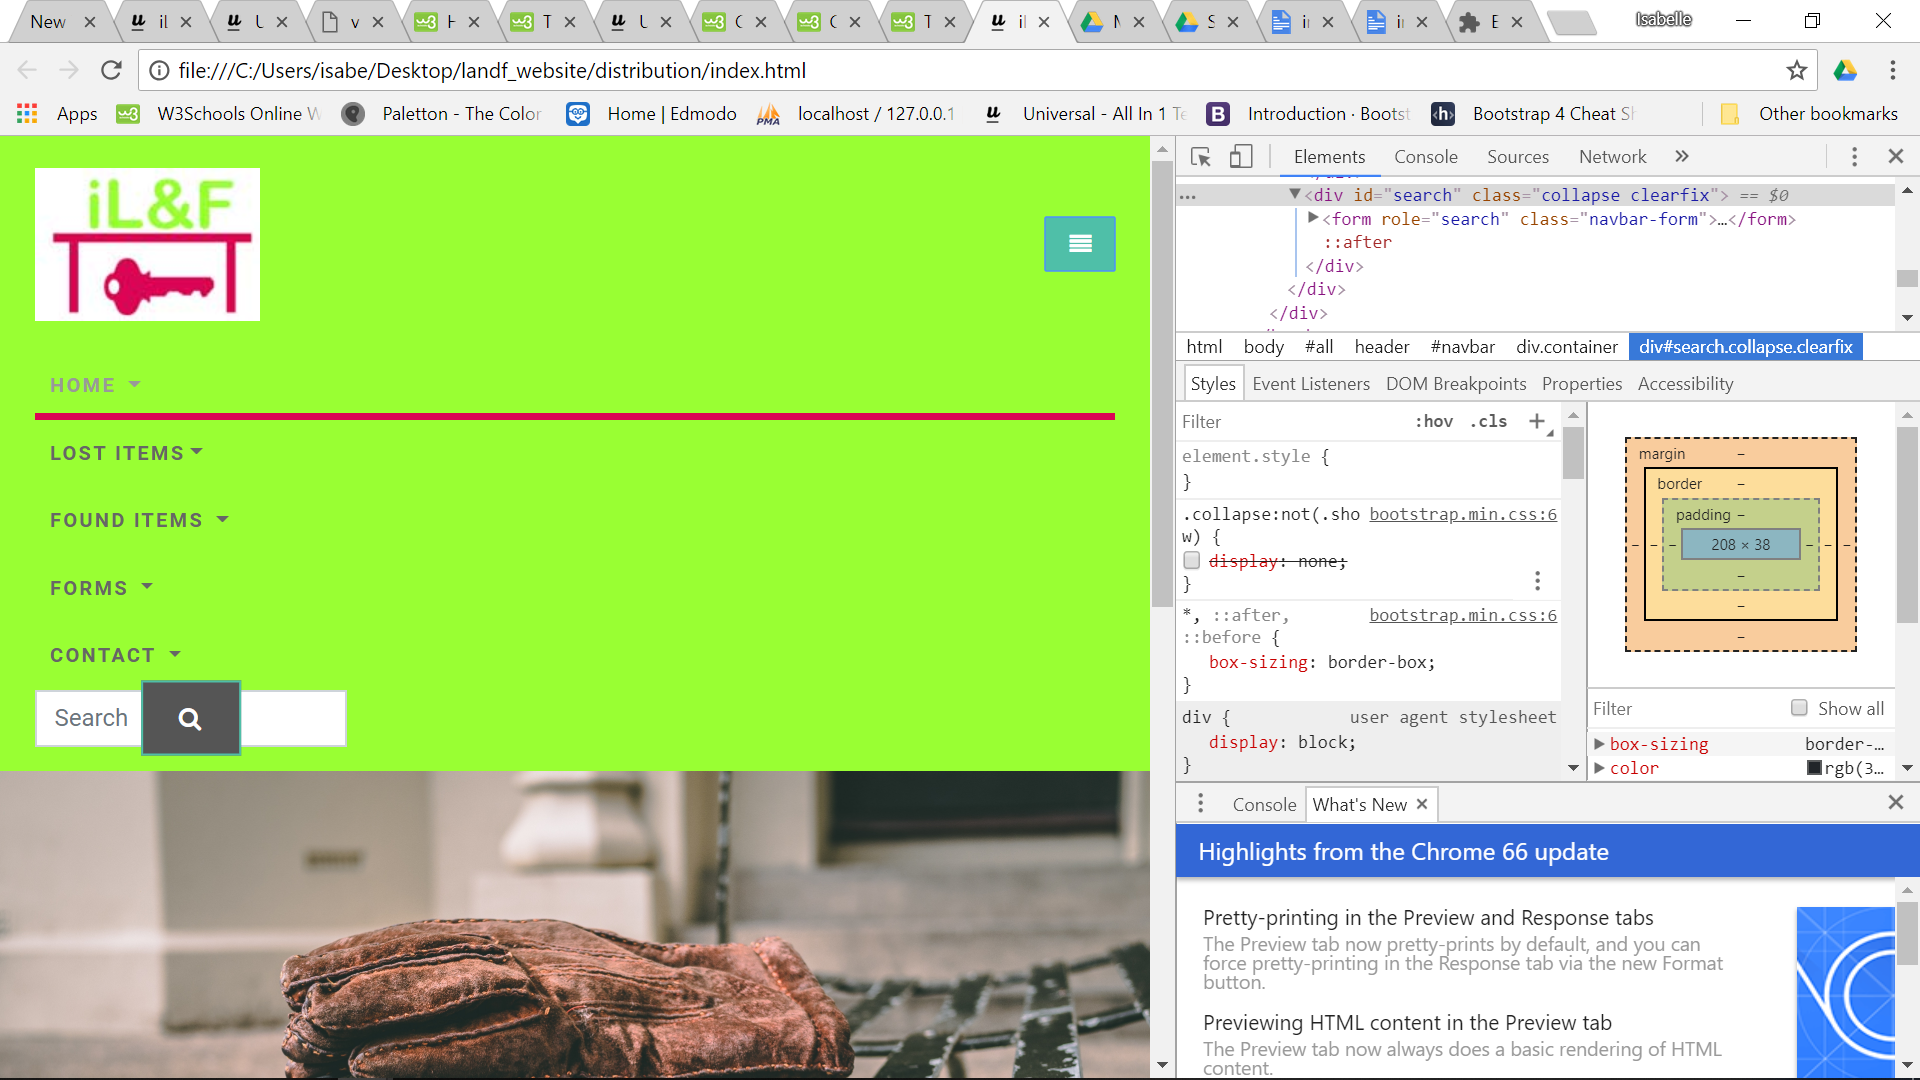 New
il
U
v
H
T
U
C
C
T
il
M
S
in
in
E
Isabelle
file:///C:/Users/isabe/Desktop/landf_website/distribution/index.html
Apps
W3Schools Online W
Paletton - The Color
Home | Edmodo
localhost / 127.0.0.1
Universal - All In 1 Te
Introduction · Bootst
Bootstrap 4 Cheat Sh
Other bookmarks
iL&F
HOME
LOST ITEMS
FOUND ITEMS
FORMS
CONTACT
Search
Elements Console Sources Network »
<div id="search" class="collapse clearfix"> == $0
<form role="search" class="navbar-form">…</form>
::after
</div>
</div>
</div>
html body #all header #navbar div.container div#search.collapse.clearfix
Styles Event Listeners DOM Breakpoints Properties Accessibility
Filter :hov .cls +
element.style {
}
.collapse:not(.sho bootstrap.min.css:6
w) {
display: none;
}
*, ::after, bootstrap.min.css:6
::before {
box-sizing: border-box;
}
div { user agent stylesheet
display: block;
}
margin –
border –
padding –
– – – 208 × 38 – – –
–
–
–
Filter Show all
box-sizing border-…
color rgb(3…
Console What's New
Highlights from the Chrome 66 update
Pretty-printing in the Preview and Response tabs
The Preview tab now pretty-prints by default, and you can
force pretty-printing in the Response tab via the new Format
button.
Previewing HTML content in the Preview tab
The Preview tab now always does a basic rendering of HTML
content.